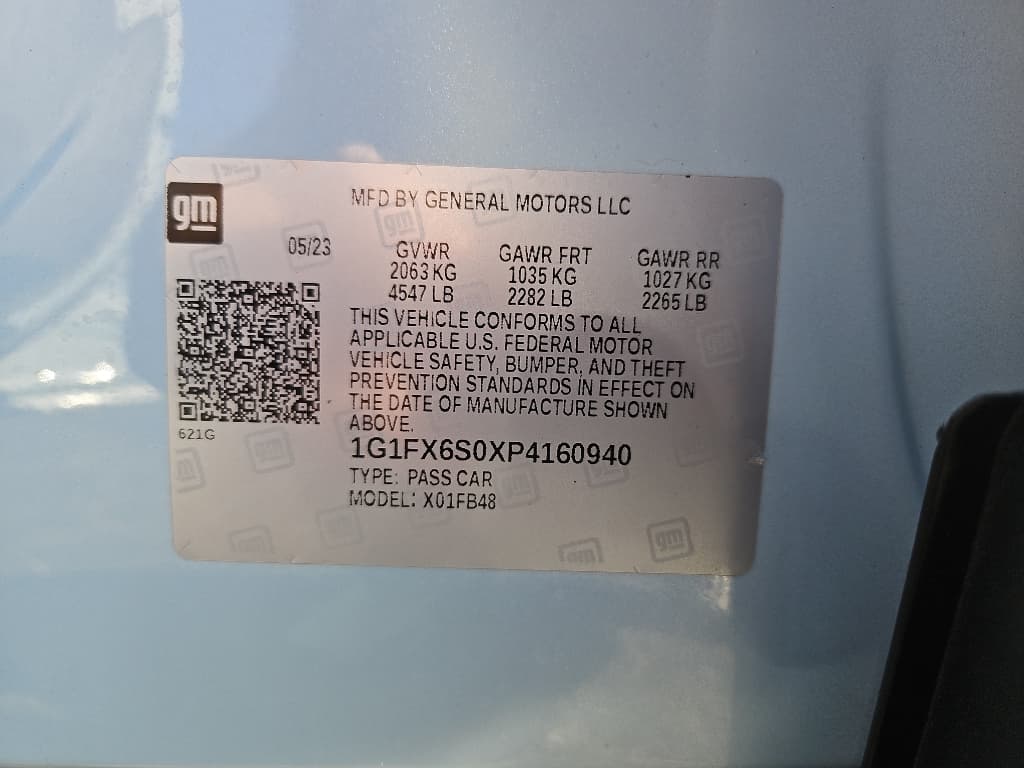 gm
MFD BY GENERAL MOTORS LLC
05/23
GVWR GAWR FRT GAWR RR
2063 KG 1035 KG 1027 KG
4547 LB 2282 LB 2265 LB
THIS VEHICLE CONFORMS TO ALL
APPLICABLE U.S. FEDERAL MOTOR
VEHICLE SAFETY, BUMPER, AND THEFT
PREVENTION STANDARDS IN EFFECT ON
THE DATE OF MANUFACTURE SHOWN
ABOVE.
621G
1G1FX6S0XP4160940
TYPE: PASS CAR
MODEL: X01FB48
gm
gm